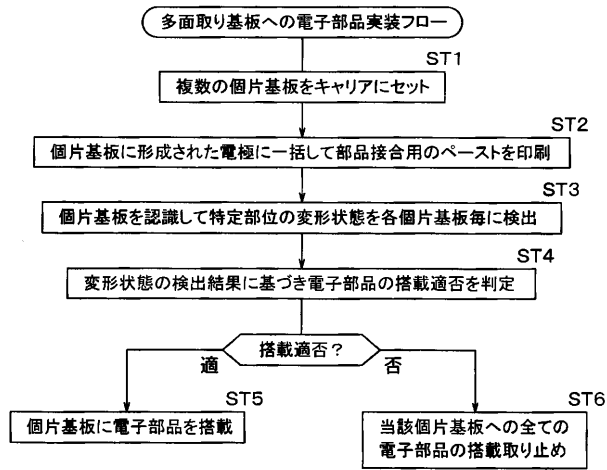 多面取り基板への電子部品実装フロー
ST1
複数の個片基板をキャリアにセット
ST2
個片基板に形成された電極に一括して部品接合用のペーストを印刷
ST3
個片基板を認識して特定部位の変形状態を各個片基板毎に検出
ST4
変形状態の検出結果に基づき電子部品の搭載適否を判定
搭載適否?
適
否
ST5
個片基板に電子部品を搭載
ST6
当該個片基板への全ての
電子部品の搭載取り止め